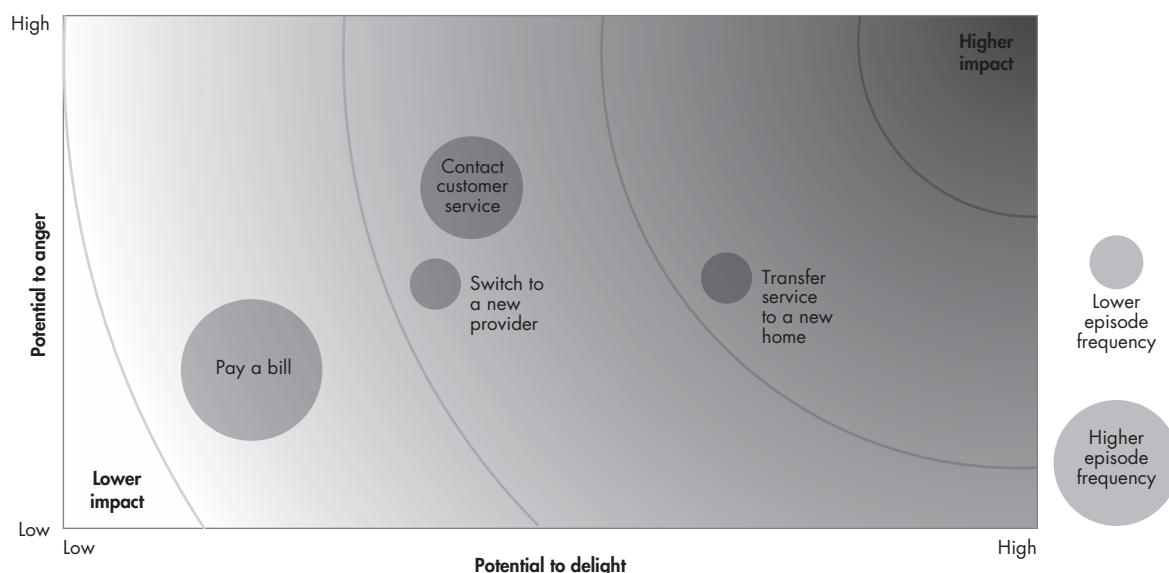 High
Higher
impact
Contact
customer
service
Potential to anger
Switch to
a new
provider
Transfer
service
to a new
home
Lower
episode
frequency
Pay a bill
Higher
episode
frequency
Lower
impact
Low
Low
High
Potential to delight